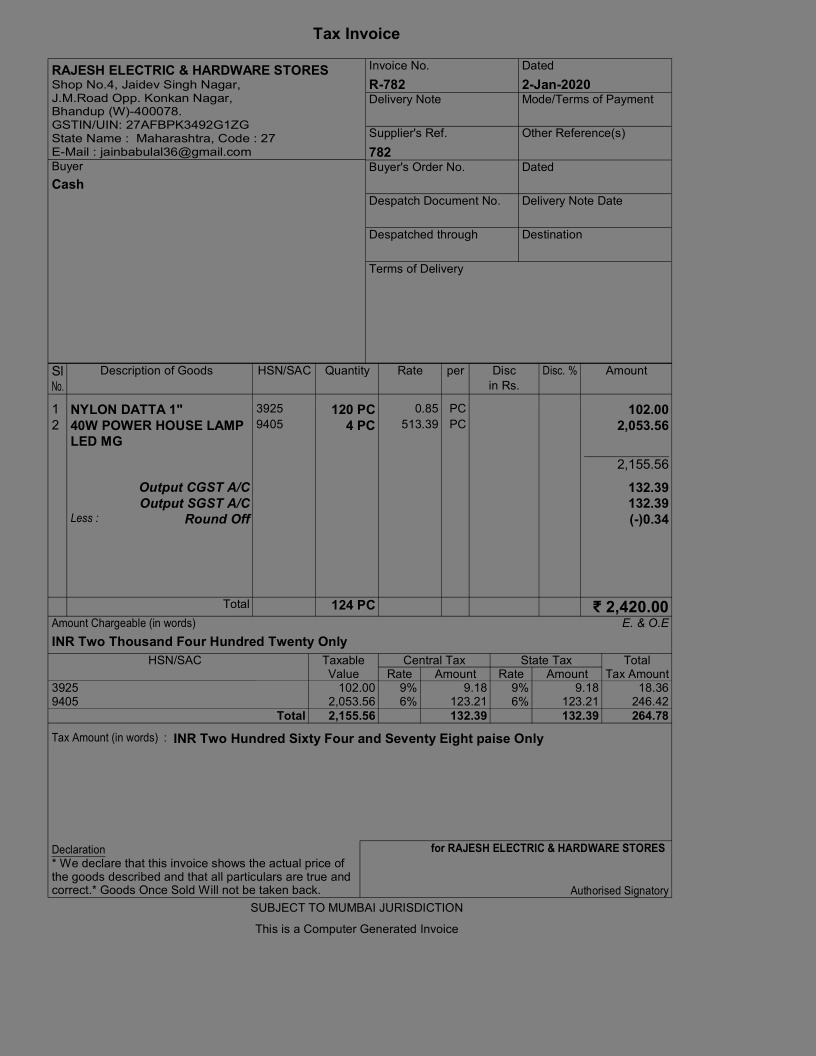 Tax Invoice
RAJESH ELECTRIC & HARDWARE STORES
Shop No.4, Jaidev Singh Nagar,
J.M.Road Opp. Konkan Nagar,
Bhandup (W)-400078.
GSTIN/UIN: 27AFBPK3492G1ZG
State Name :  Maharashtra, Code : 27
E-Mail : jainbabulal36@gmail.com
Invoice No. Dated
R-782 2-Jan-2020
Delivery Note Mode/Terms of Payment
Supplier's Ref. Other Reference(s)
782
Buyer
Cash
Buyer's Order No. Dated
Despatch Document No. Delivery Note Date
Despatched through Destination
Terms of Delivery
Sl Description of Goods HSN/SAC Quantity Rate per Disc Disc. % Amount
No. in Rs.
1 NYLON DATTA 1" 3925 120 PC 0.85 PC 102.00
2 40W POWER HOUSE LAMP 9405 4 PC 513.39 PC 2,053.56
LED MG
2,155.56
Output CGST A/C 132.39
Output SGST A/C 132.39
Less : Round Off (-)0.34
Total 124 PC ₹ 2,420.00
Amount Chargeable (in words) E. & O.E
INR Two Thousand Four Hundred Twenty Only
HSN/SAC Taxable Central Tax State Tax Total
Value Rate Amount Rate Amount Tax Amount
3925 102.00 9% 9.18 9% 9.18 18.36
9405 2,053.56 6% 123.21 6% 123.21 246.42
Total 2,155.56 132.39 132.39 264.78
Tax Amount (in words)  :  INR Two Hundred Sixty Four and Seventy Eight paise Only
Declaration
* We declare that this invoice shows the actual price of
the goods described and that all particulars are true and
correct.* Goods Once Sold Will not be taken back.
for RAJESH ELECTRIC & HARDWARE STORES
Authorised Signatory
SUBJECT TO MUMBAI JURISDICTION
This is a Computer Generated Invoice